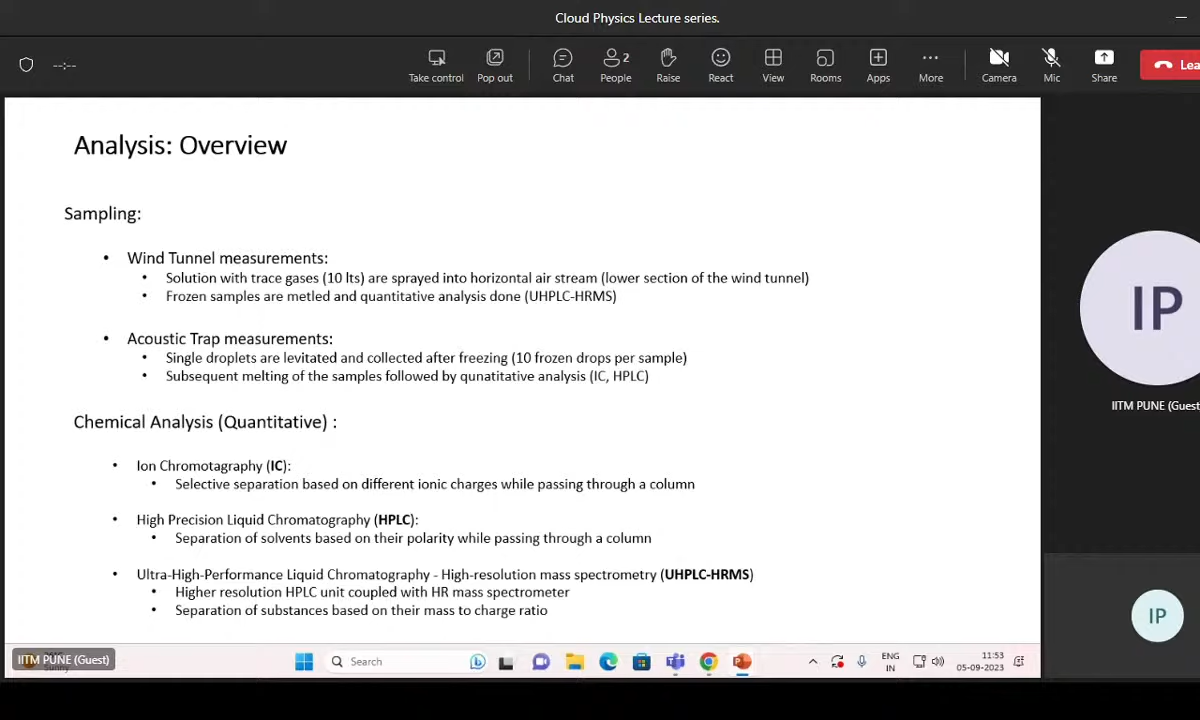 Cloud Physics Lecture series.
--:--
Take control
Pop out
Chat
2
People
Raise
React
View
Rooms
Apps
More
Camera
Mic
Share
Lea
Analysis: Overview
Sampling:
• Wind Tunnel measurements:
• Solution with trace gases (10 lts) are sprayed into horizontal air stream (lower section of the wind tunnel)
• Frozen samples are metled and quantitative analysis done (UHPLC-HRMS)
• Acoustic Trap measurements:
• Single droplets are levitated and collected after freezing (10 frozen drops per sample)
• Subsequent melting of the samples followed by qunatitative analysis (IC, HPLC)
Chemical Analysis (Quantitative) :
• Ion Chromotagraphy (IC):
• Selective separation based on different ionic charges while passing through a column
• High Precision Liquid Chromatography (HPLC):
• Separation of solvents based on their polarity while passing through a column
• Ultra-High-Performance Liquid Chromatography - High-resolution mass spectrometry (UHPLC-HRMS)
• Higher resolution HPLC unit coupled with HR mass spectrometer
• Separation of substances based on their mass to charge ratio
IP
IITM PUNE (Guest
IP
IITM PUNE (Guest)
Search
ENG
IN
11:53
05-09-2023